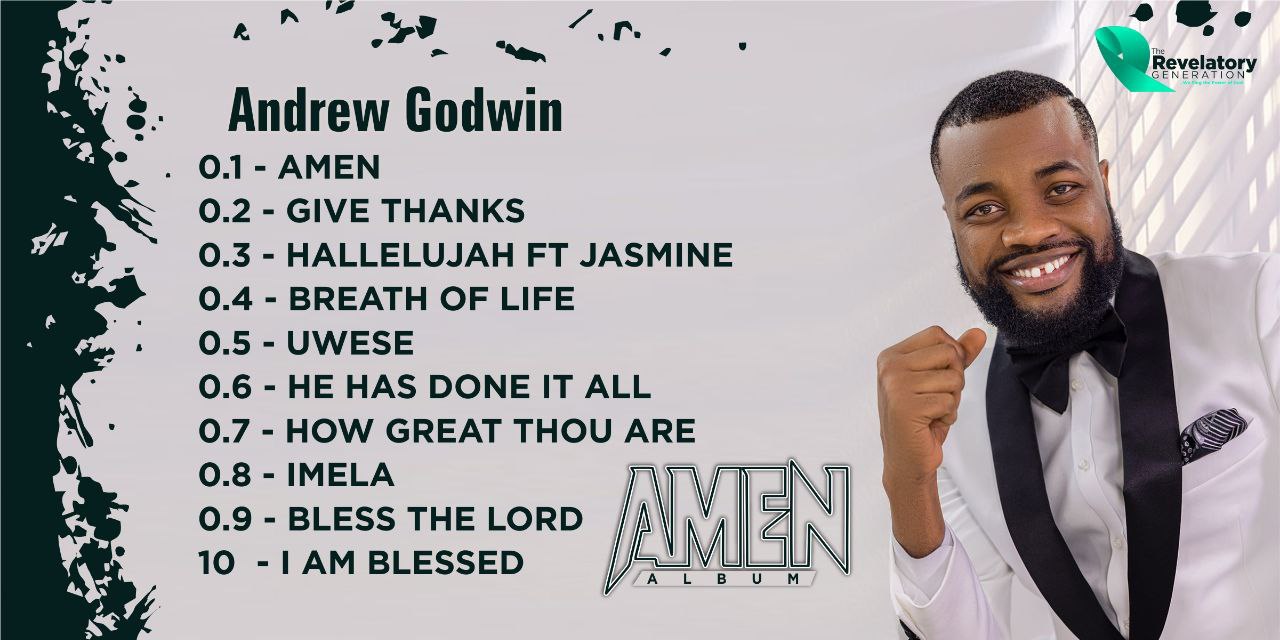 The
Revelatory
GENERATION
Andrew Godwin
0.1 - AMEN
0.2 - GIVE THANKS
0.3 - HALLELUJAH FT JASMINE
0.4 - BREATH OF LIFE
0.5 - UWESE
0.6 - HE HAS DONE IT ALL
0.7 - HOW GREAT THOU ARE
0.8 - IMELA
0.9 - BLESS THE LORD
10 - I AM BLESSED
AMEN
ALBUM